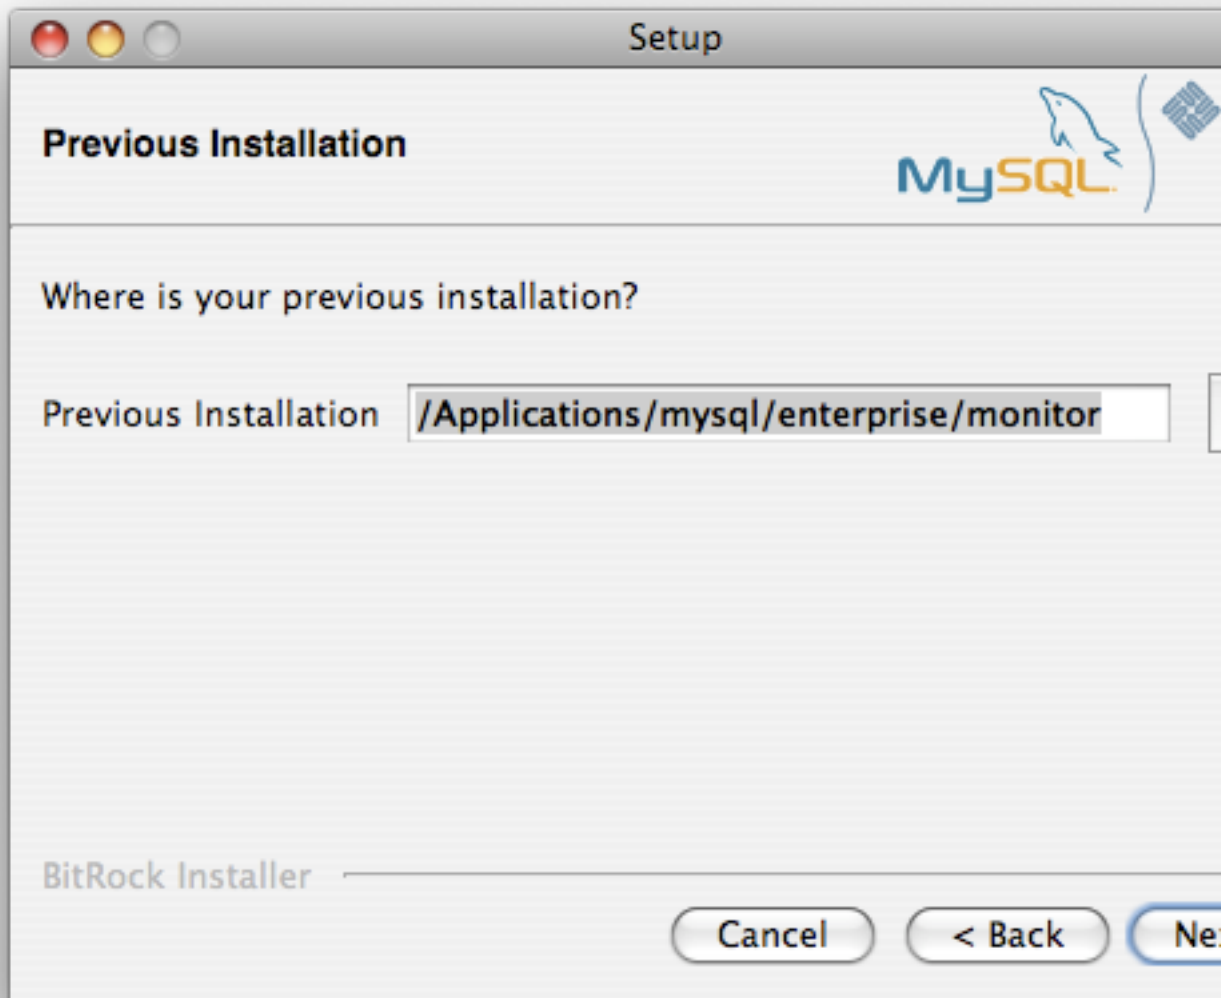 Setup
Previous Installation
MySQL
Where is your previous installation?
Previous Installation /Applications/mysql/enterprise/monitor
BitRock Installer
Cancel < Back